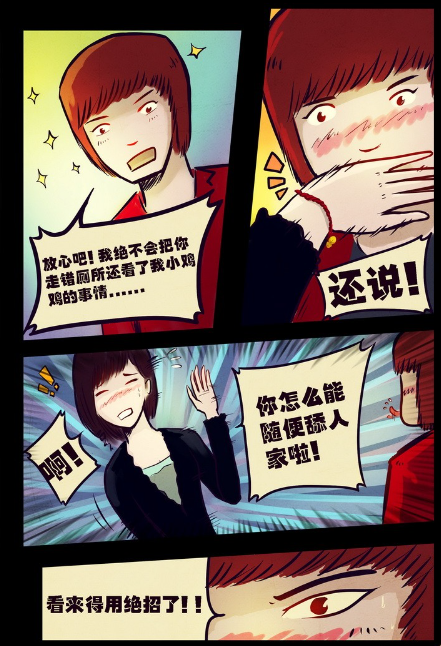 放心吧！我绝不会把你
走错厕所还看了我小鸡
鸡的事情……
还说！
啊！
你怎么能
随便舔人
家啦！
看来得用绝招了！！